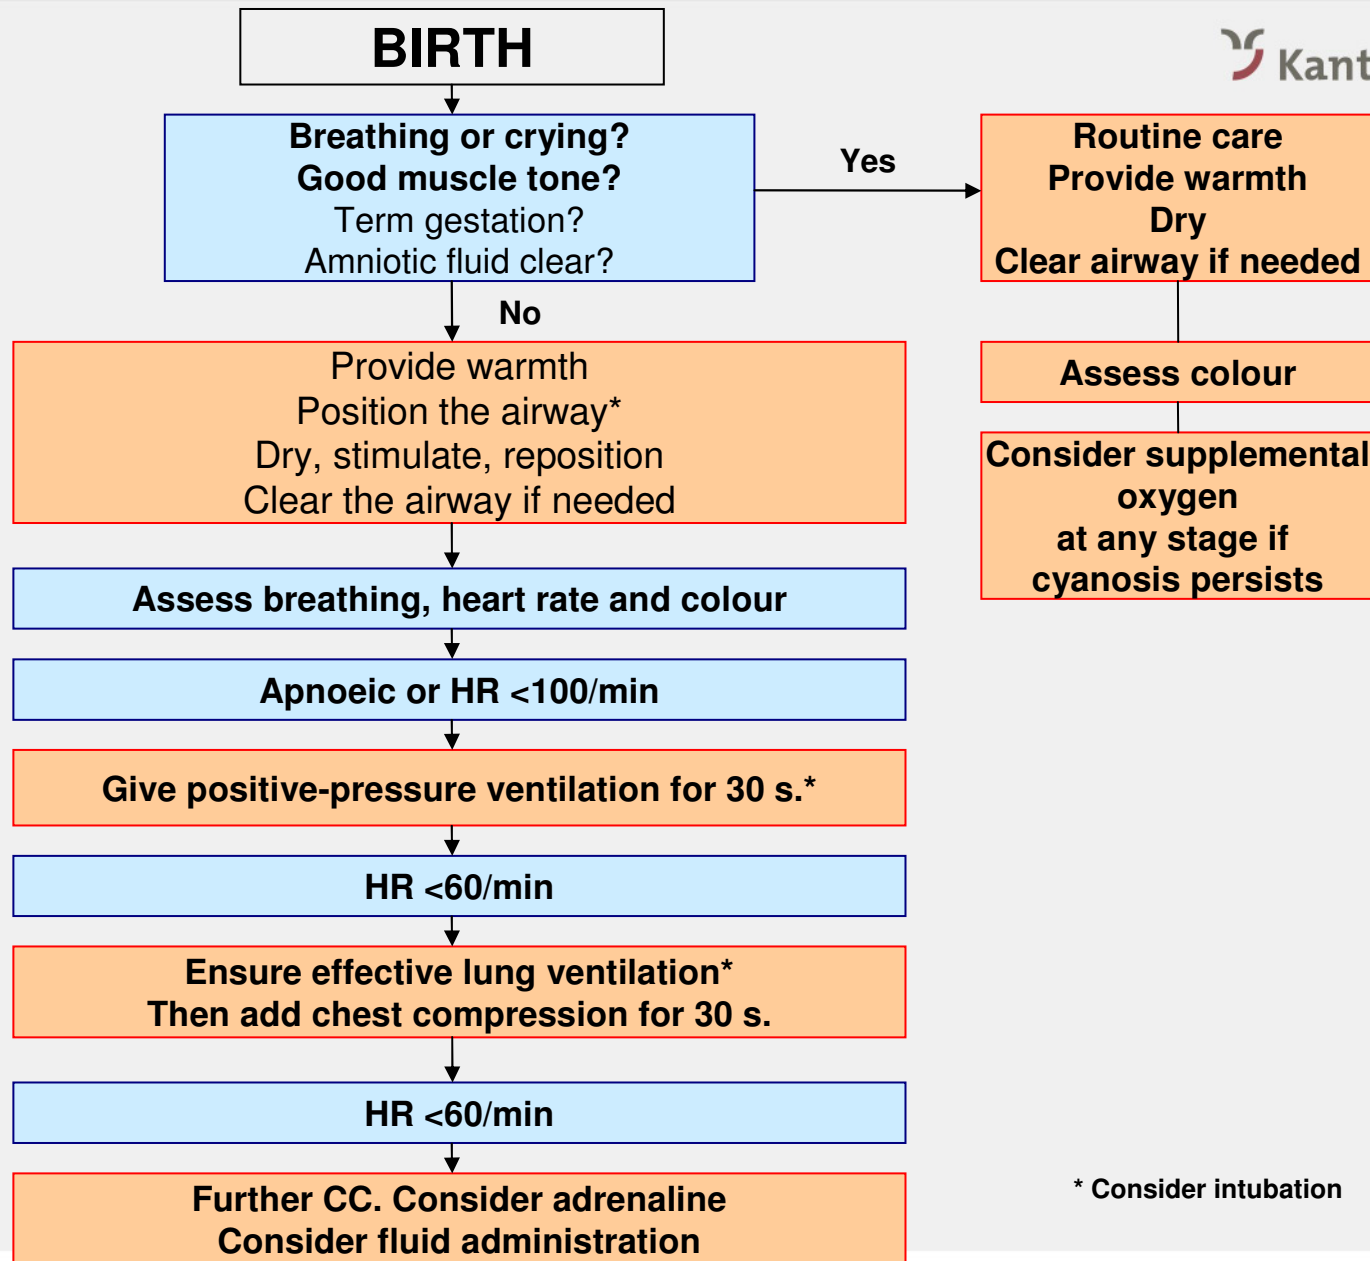 BIRTH
Kant
Breathing or crying?
Good muscle tone?
Term gestation?
Amniotic fluid clear?
Yes
Routine care
Provide warmth
Dry
Clear airway if needed
No
Provide warmth
Position the airway*
Dry, stimulate, reposition
Clear the airway if needed
Assess colour
Consider supplemental
oxygen
at any stage if
cyanosis persists
Assess breathing, heart rate and colour
Apnoeic or HR <100/min
Give positive-pressure ventilation for 30 s.*
HR <60/min
Ensure effective lung ventilation*
Then add chest compression for 30 s.
HR <60/min
Further CC. Consider adrenaline
Consider fluid administration
* Consider intubation